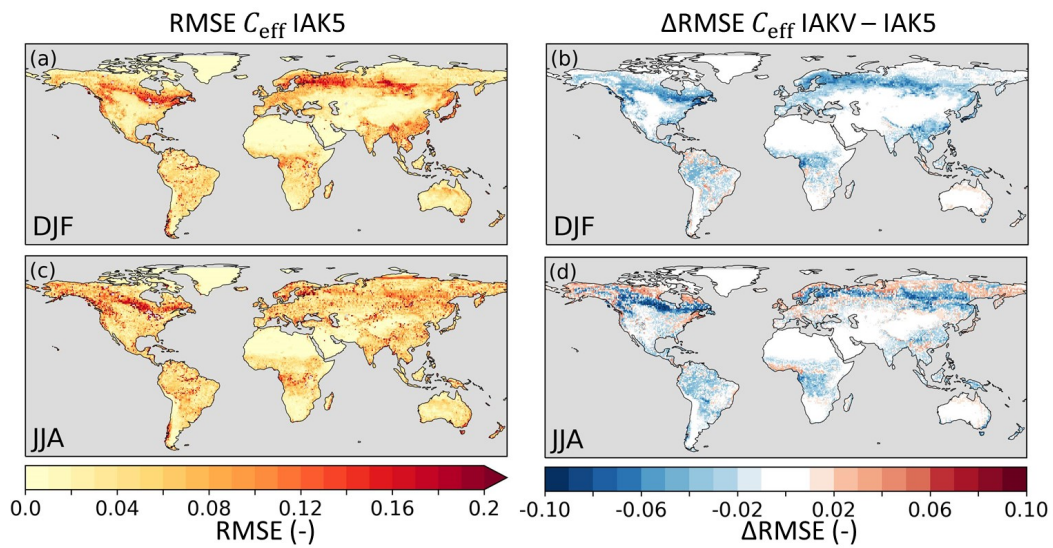 RMSE C_eff IAK5
ΔRMSE C_eff IAKV – IAK5
(a)
DJF
(b)
DJF
(c)
JJA
(d)
JJA
0.0 0.04 0.08 0.12 0.16 0.2
RMSE (-)
-0.10 -0.06 -0.02 0.02 0.06 0.10
ΔRMSE (-)